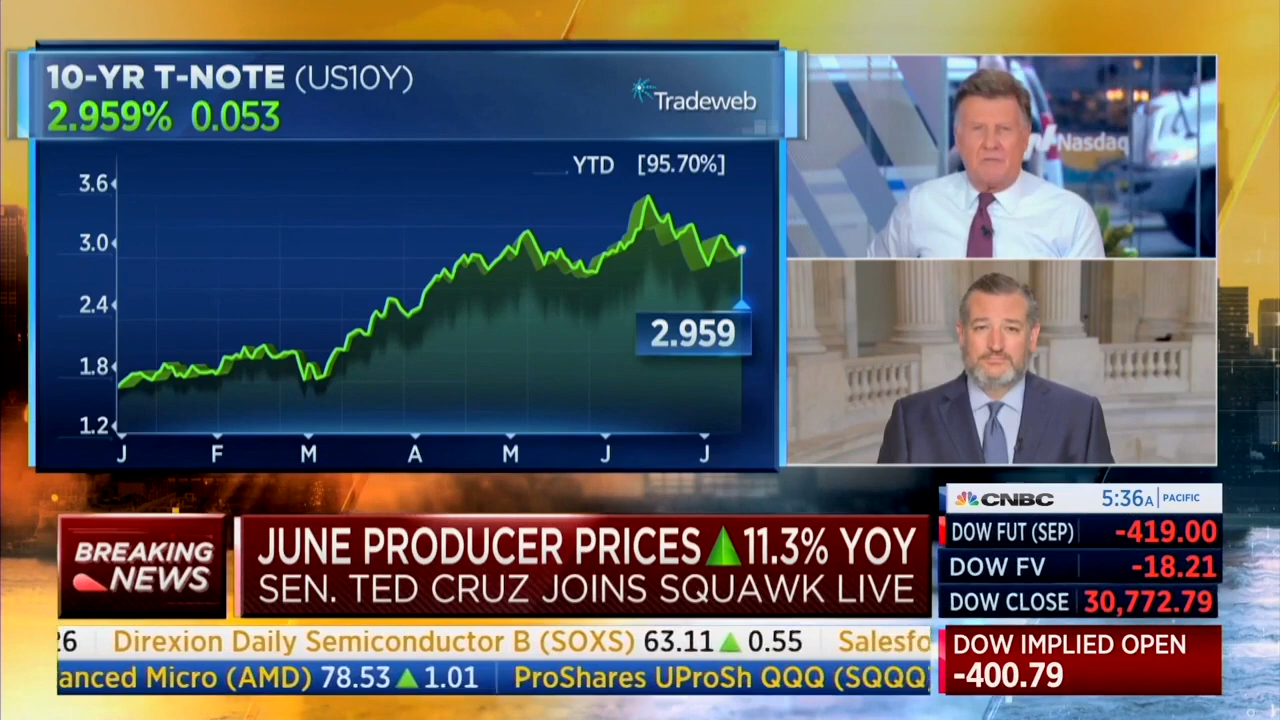 10-YR T-NOTE (US10Y)
2.959% 0.053
Tradeweb
YTD [95.70%]
3.6
3.0
2.4
1.8
1.2
2.959
J F M A M J J
Nasdaq
CNBC 5:36A PACIFIC
DOW FUT (SEP) -419.00
DOW FV -18.21
DOW CLOSE 30,772.79
BREAKING NEWS
JUNE PRODUCER PRICES ▲ 11.3% YOY
SEN. TED CRUZ JOINS SQUAWK LIVE
26 Direxion Daily Semiconductor B (SOXS) 63.11 ▲ 0.55 Salesfo
anced Micro (AMD) 78.53 ▲ 1.01 ProShares UProSh QQQ (SQQQ)
DOW IMPLIED OPEN
-400.79